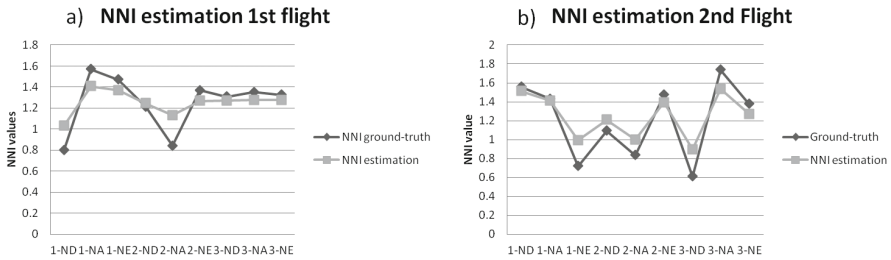 a) NNI estimation 1st flight
NNI values
1.8
1.6
1.4
1.2
1
0.8
0.6
0.4
0.2
0
1-ND 1-NA 1-NE 2-ND 2-NA 2-NE 3-ND 3-NA 3-NE
NNI ground-truth
NNI estimation
b) NNI estimation 2nd Flight
NNI value
2
1.8
1.6
1.4
1.2
1
0.8
0.6
0.4
0.2
0
1-ND 1-NA 1-NE 2-ND 2-NA 2-NE 3-ND 3-NA 3-NE
Ground-truth
NNI estimation